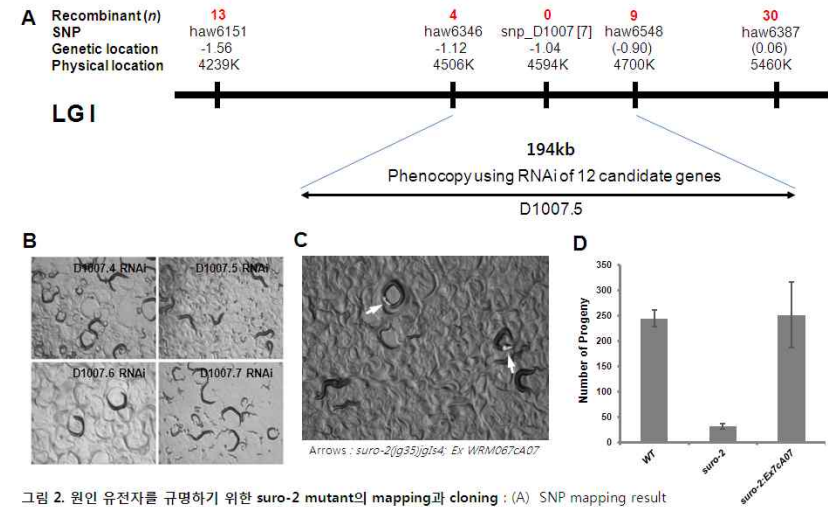 A
Recombinant (n) 13 4 0 9 30
SNP haw6151 haw6346 snp_D1007 [7] haw6548 haw6387
Genetic location -1.56 -1.12 -1.04 (-0.90) (0.06)
Physical location 4239K 4506K 4594K 4700K 5460K
LG I
194kb
Phenocopy using RNAi of 12 candidate genes
D1007.5
B
D1007.4 RNAi D1007.5 RNAi
D1007.6 RNAi D1007.7 RNAi
C
Arrows : suro-2(jg35)jgIs4; Ex WRM067cA07
D
Number of Progeny
350
300
250
200
150
100
50
0
WT suro-2 suro-2;Ex7cA07
그림 2. 원인 유전자를 규명하기 위한 suro-2 mutant의 mapping과 cloning : (A) SNP mapping result